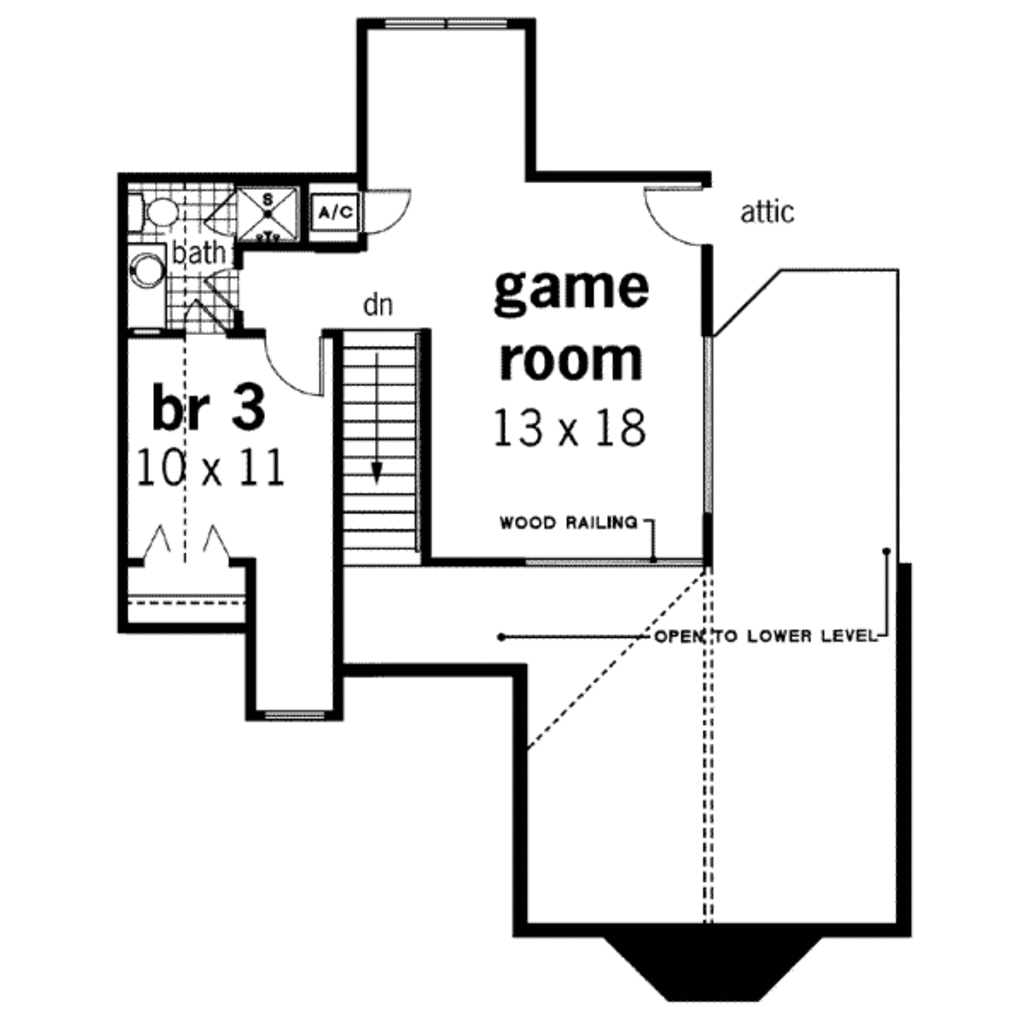 attic
S
A/C
bath
game
room
13 x 18
dn
br 3
10 x 11
WOOD RAILING
OPEN TO LOWER LEVEL